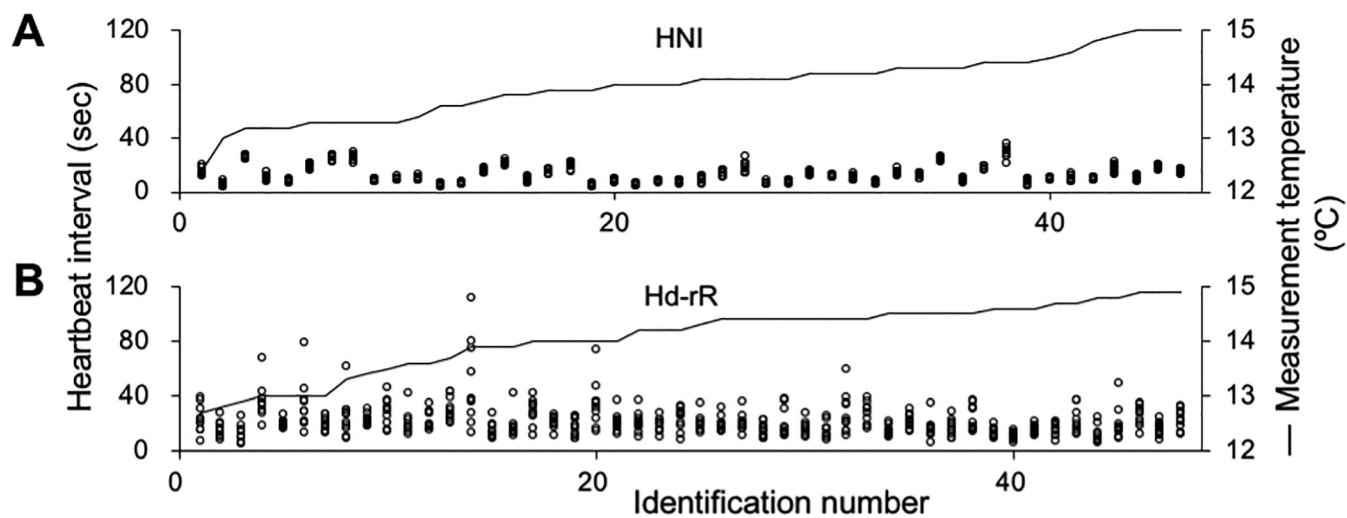 A
HNI
Heartbeat interval (sec)
120
80
40
0
0
20
40
15
14
13
12
— Measurement temperature
(ºC)
B
Hd-rR
120
80
40
0
0
20
40
15
14
13
12
Identification number